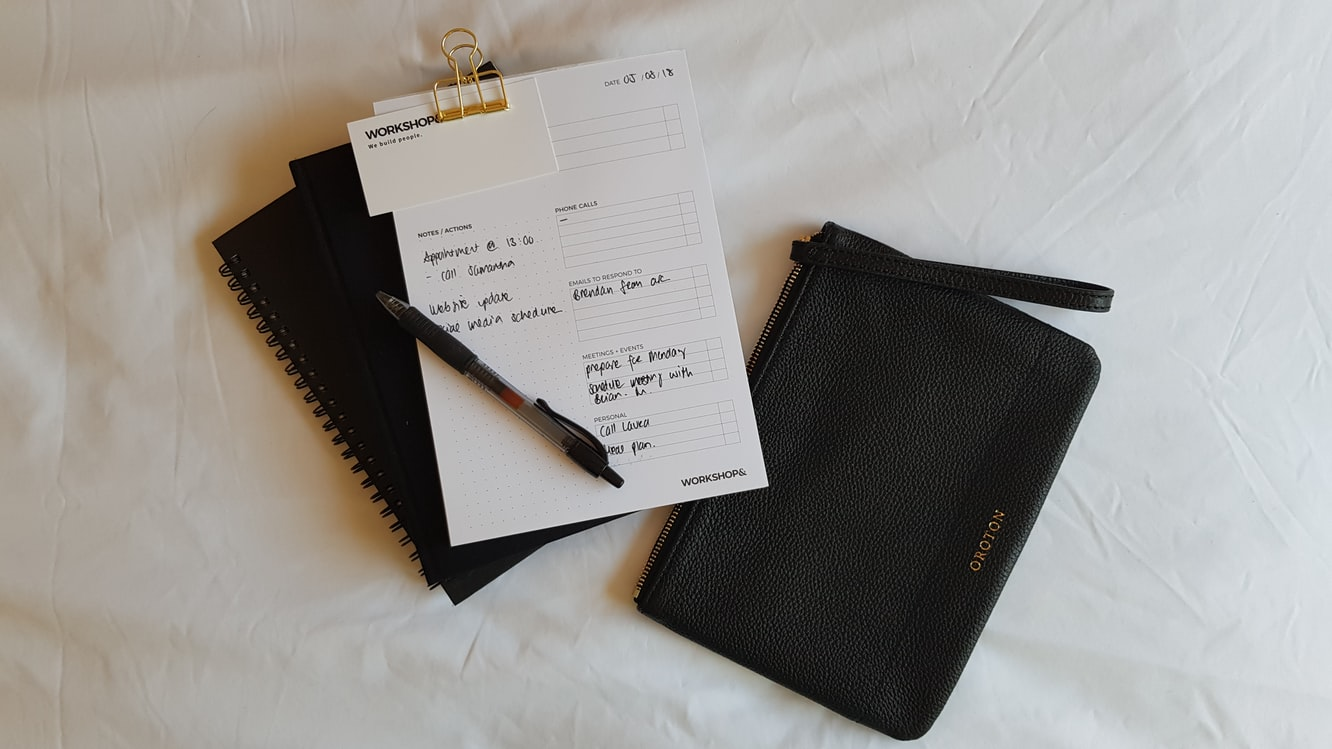 WORKSHOP&
We build people.
DATE 05/03/18
NOTES / ACTIONS
Appointment @ 13:00
- call Samantha
Website update
media schedule
PHONE CALLS
–
EMAILS TO RESPOND TO
Brendan from
MEETINGS + EVENTS
prepare for Monday
meeting with
Brian. M.
PERSONAL
call Laura
plan.
WORKSHOP&
OROTON